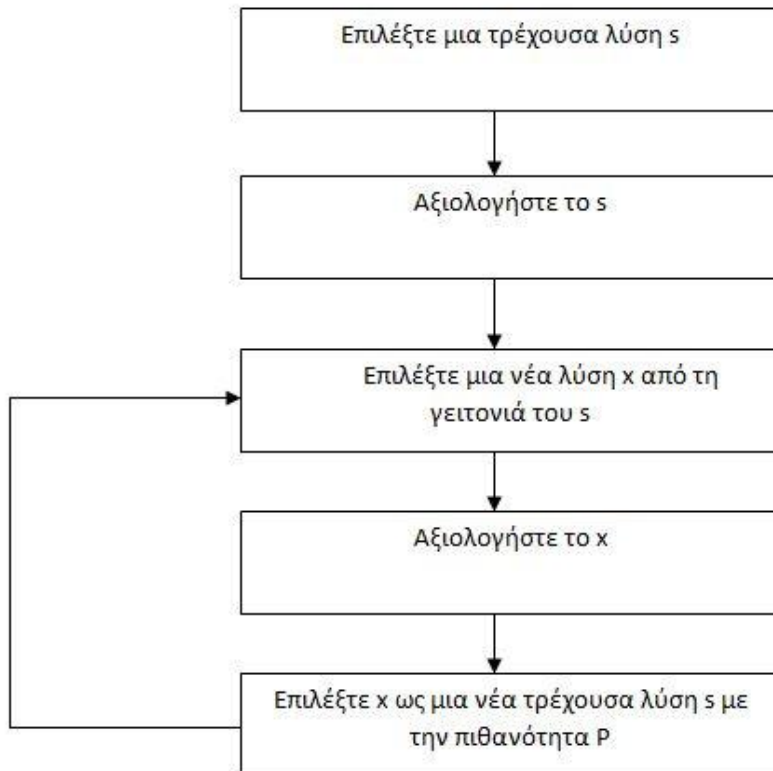 Επιλέξτε μια τρέχουσα λύση s
Αξιολογήστε το s
Επιλέξτε μια νέα λύση x από τη
γειτονιά του s
Αξιολογήστε το x
Επιλέξτε x ως μια νέα τρέχουσα λύση s με
την πιθανότητα P